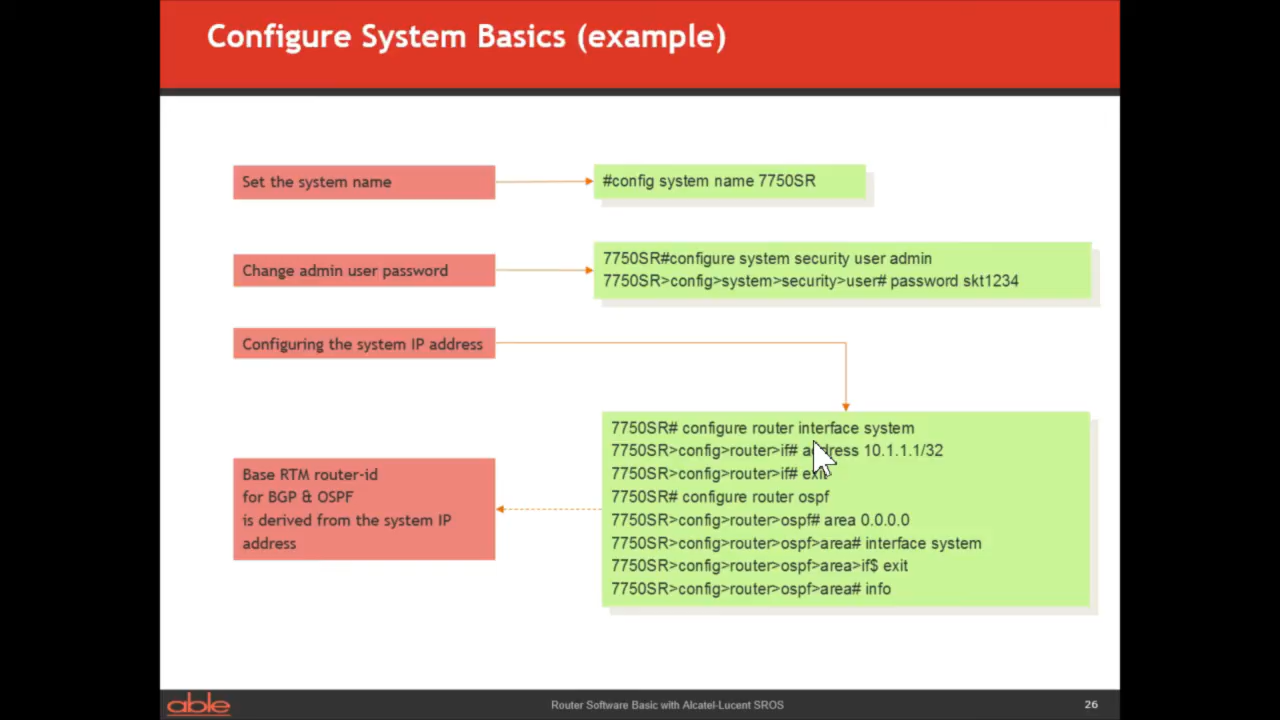 Configure System Basics (example)
Set the system name
#config system name 7750SR
Change admin user password
7750SR#configure system security user admin
7750SR>config>system>security>user# password skt1234
Configuring the system IP address
7750SR# configure router interface system
7750SR>config>router>if# address 10.1.1.1/32
7750SR>config>router>if# exit
7750SR# configure router ospf
7750SR>config>router>ospf# area 0.0.0.0
7750SR>config>router>ospf>area# interface system
7750SR>config>router>ospf>area>if$ exit
7750SR>config>router>ospf>area# info
Base RTM router-id
for BGP & OSPF
is derived from the system IP
address
able
Router Software Basic with Alcatel-Lucent SROS
26